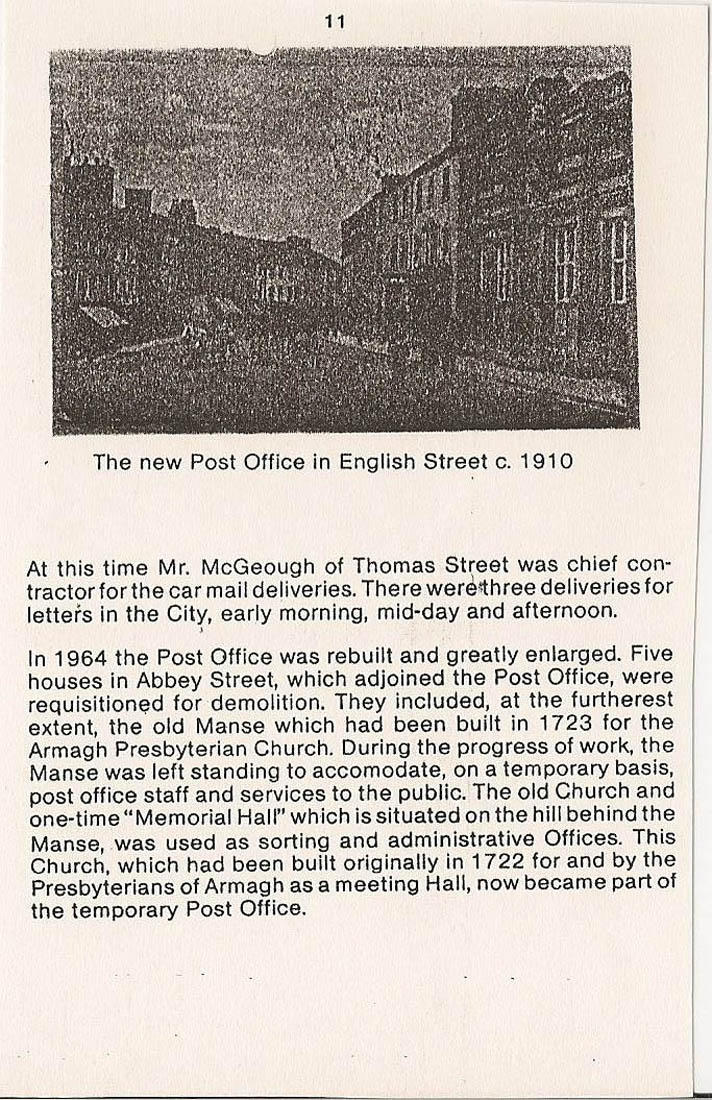 11
The new Post Office in English Street c. 1910
At this time Mr. McGeough of Thomas Street was chief con-
tractor for the car mail deliveries. There were three deliveries for
letters in the City, early morning, mid-day and afternoon.
In 1964 the Post Office was rebuilt and greatly enlarged. Five
houses in Abbey Street, which adjoined the Post Office, were
requisitioned for demolition. They included, at the furtherest
extent, the old Manse which had been built in 1723 for the
Armagh Presbyterian Church. During the progress of work, the
Manse was left standing to accomodate, on a temporary basis,
post office staff and services to the public. The old Church and
one-time "Memorial Hall" which is situated on the hill behind the
Manse, was used as sorting and administrative Offices. This
Church, which had been built originally in 1722 for and by the
Presbyterians of Armagh as a meeting Hall, now became part of
the temporary Post Office.